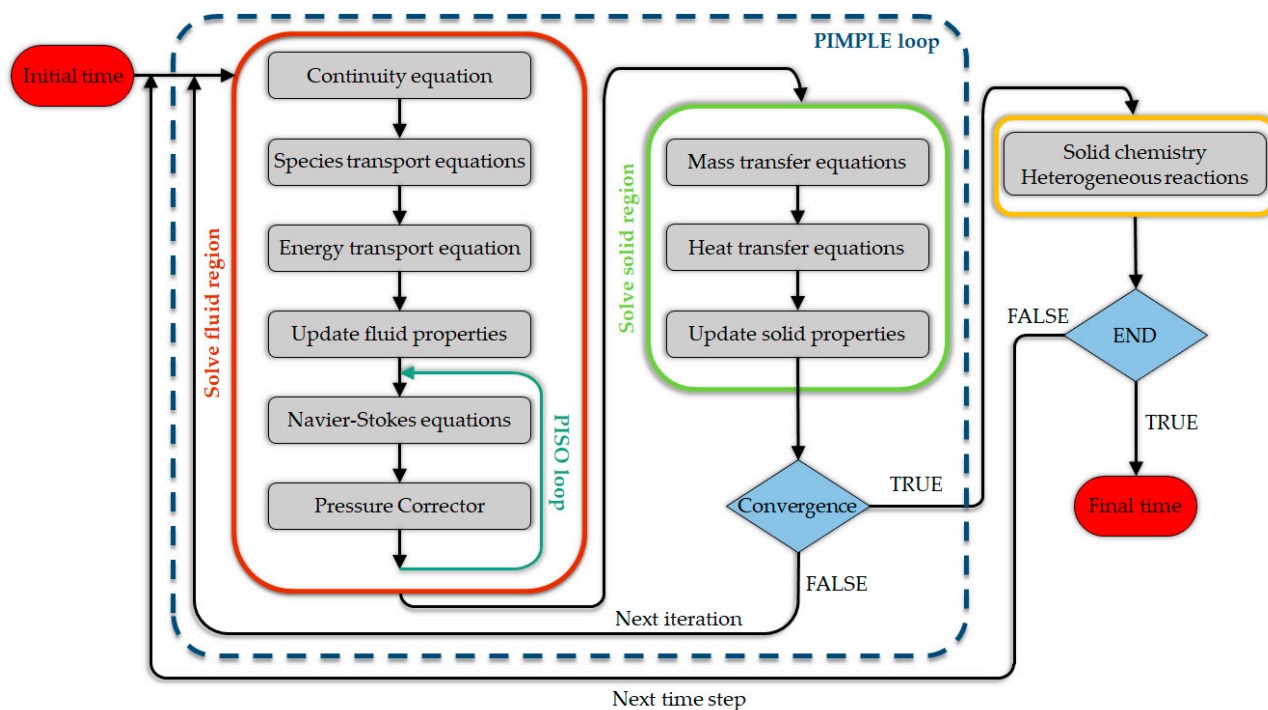 PIMPLE loop
Initial time
Solve fluid region
Continuity equation
Species transport equations
Energy transport equation
Update fluid properties
Navier-Stokes equations
Pressure Corrector
PISO loop
Solve solid region
Mass transfer equations
Heat transfer equations
Update solid properties
Convergence
TRUE
FALSE
Next iteration
Solid chemistry
Heterogeneous reactions
END
FALSE
TRUE
Final time
Next time step